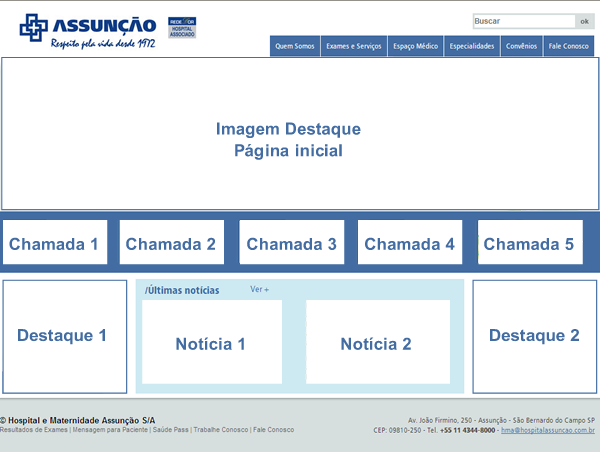 ASSUNÇÃO
Respeito pela vida desde 1972
REDE D'OR
HOSPITAL
ASSOCIADO
Buscar
ok
Quem Somos
Exames e Serviços
Espaço Médico
Especialidades
Convênios
Fale Conosco
Imagem Destaque
Página inicial
Chamada 1
Chamada 2
Chamada 3
Chamada 4
Chamada 5
Destaque 1
/Últimas notícias
Ver +
Notícia 1
Notícia 2
Destaque 2
© Hospital e Maternidade Assunção S/A
Resultados de Exames | Mensagem para Paciente | Saúde Pass | Trabalhe Conosco | Fale Conosco
Av. João Firmino, 250 - Assunção - São Bernardo do Campo SP
CEP: 09810-250 - Tel. +55 11 4344-8000 - hma@hospitalassuncao.com.br